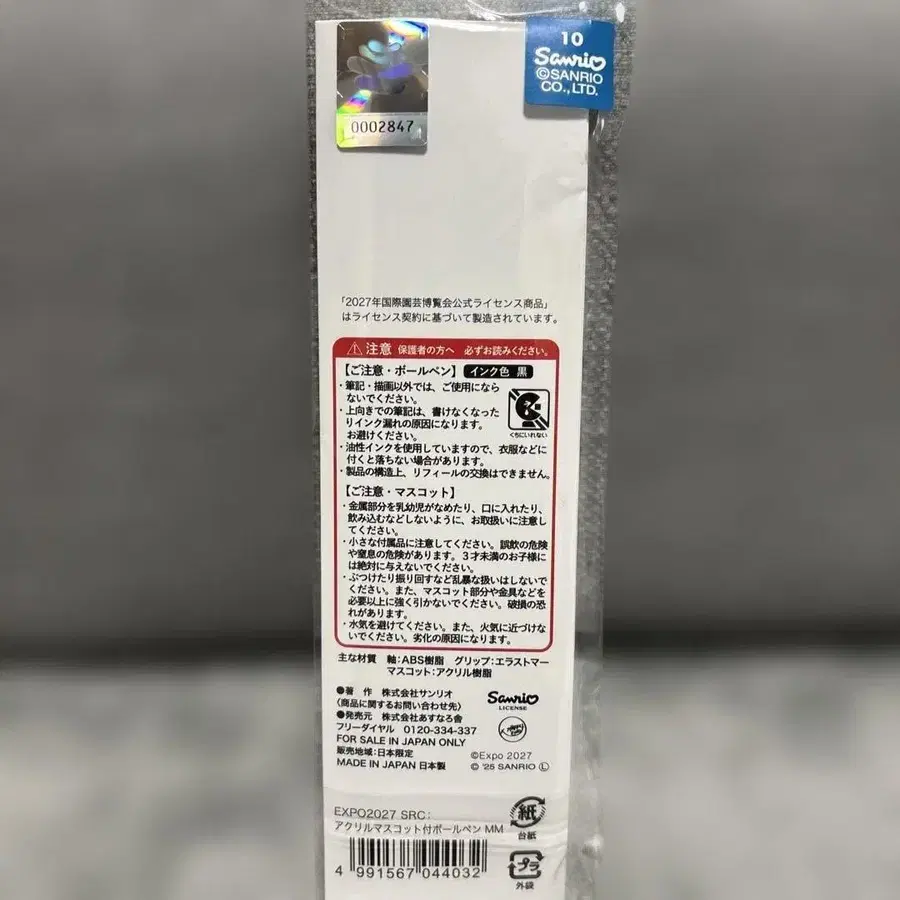 0002847
10
Sanrio
©SANRIO
CO.,LTD.
「2027年国際園芸博覧会公式ライセンス商品」
はライセンス契約に基づいて製造されています。
注意 保護者の方へ 必ずお読みください。
【ご注意・ボールペン】 インク色 黒
・筆記・描画以外では、ご使用になら
ないでください。
・上向きでの筆記は、書けなくなった
りインク漏れの原因になります。
お避けください。
くちにいれない
・油性インクを使用していますので、衣服などに
付くと落ちない場合があります。
・製品の構造上、リフィールの交換はできません。
【ご注意・マスコット】
・金属部分を乳幼児がなめたり、口に入れたり、
飲み込むなどしないように、お取扱いに注意し
てください。
・小さな付属品に注意してください。誤飲の危険
や窒息の危険があります。3才未満のお子様に
は絶対に与えないでください。
・ぶつけたり振り回すなど乱暴な扱いはしないで
ください。また、マスコット部分や金具などを
必要以上に強く引かないでください。破損の恐
れがあります。
・水気を避けてください。また、火気に近づけな
いでください。劣化の原因になります。
主な材質 軸:ABS樹脂 グリップ:エラストマー
マスコット:アクリル樹脂
●著 作 株式会社サンリオ
〈商品に関するお問い合わせ先〉
●発売元 株式会社あすなろ舎
フリーダイヤル 0120-334-337
FOR SALE IN JAPAN ONLY
販売地域:日本限定
MADE IN JAPAN 日本製
Sanrio
LICENSE
©Expo 2027
© '25 SANRIO Ⓛ
EXPO2027 SRC:
アクリルマスコット付ボールペン MM
4 991567 044032
紙
台紙
プラ
外袋